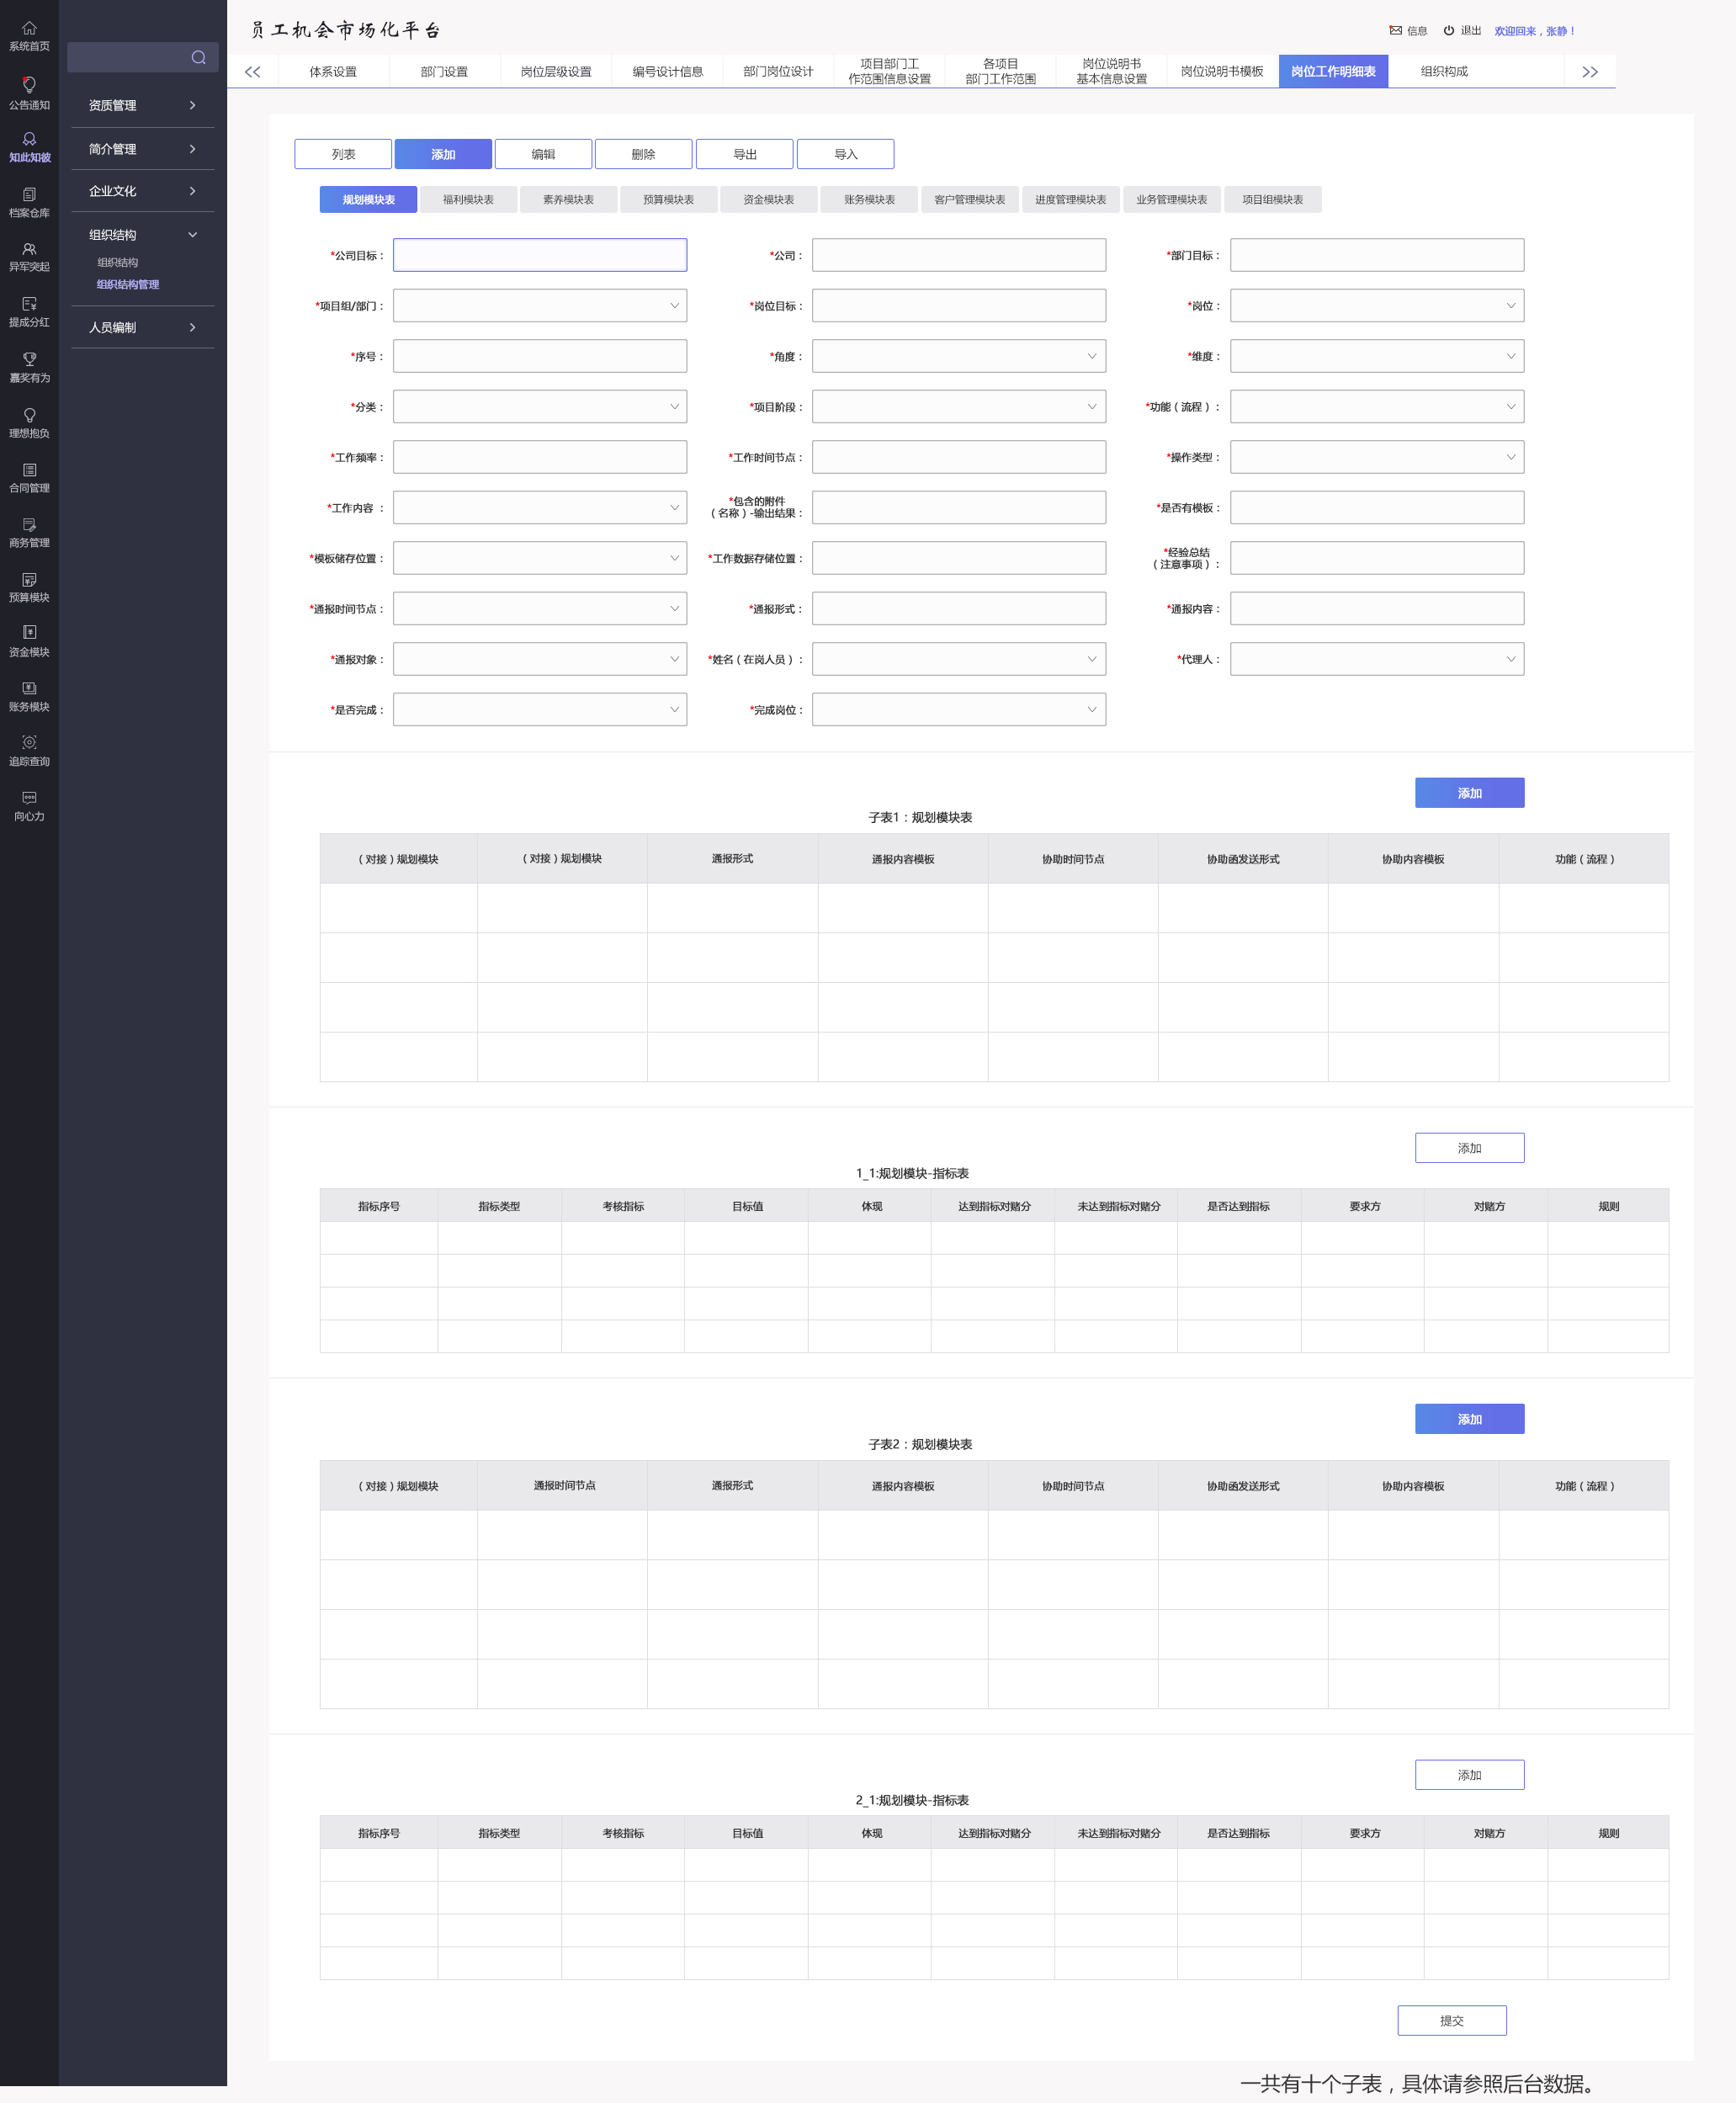 员工机会市场化平台
信息
退出
欢迎回来，张静！
系统首页
公告通知
知此知彼
档案仓库
异军突起
提成分红
嘉奖有为
理想抱负
合同管理
商务管理
预算模块
资金模块
账务模块
追踪查询
向心力
资质管理
简介管理
企业文化
组织结构
组织结构
组织结构管理
人员编制
体系设置
部门设置
岗位层级设置
编号设计信息
部门岗位设计
项目部门工
作范围信息设置
各项目
部门工作范围
岗位说明书
基本信息设置
岗位说明书模板
岗位工作明细表
组织构成
列表
添加
编辑
删除
导出
导入
规划模块表
福利模块表
素养模块表
预算模块表
资金模块表
账务模块表
客户管理模块表
进度管理模块表
业务管理模块表
项目组模块表
*公司目标：
*公司：
*部门目标：
*项目组/部门：
*岗位目标：
*岗位：
*序号：
*角度：
*维度：
*分类：
*项目阶段：
*功能（流程）：
*工作频率：
*工作时间节点：
*操作类型：
*工作内容 ：
*包含的附件
（名称）-输出结果：
*是否有模板：
*模板储存位置：
*工作数据存储位置：
*经验总结
（注意事项）：
*通报时间节点：
*通报形式：
*通报内容：
*通报对象：
*姓名（在岗人员）：
*代理人：
*是否完成：
*完成岗位：
添加
子表1：规划模块表
（对接）规划模块
（对接）规划模块
通报形式
通报内容模板
协助时间节点
协助函发送形式
协助内容模板
功能（流程）
添加
1_1:规划模块-指标表
指标序号
指标类型
考核指标
目标值
体现
达到指标对赌分
未达到指标对赌分
是否达到指标
要求方
对赌方
规则
添加
子表2：规划模块表
（对接）规划模块
通报时间节点
通报形式
通报内容模板
协助时间节点
协助函发送形式
协助内容模板
功能（流程）
添加
2_1:规划模块-指标表
指标序号
指标类型
考核指标
目标值
体现
达到指标对赌分
未达到指标对赌分
是否达到指标
要求方
对赌方
规则
提交
一共有十个子表，具体请参照后台数据。